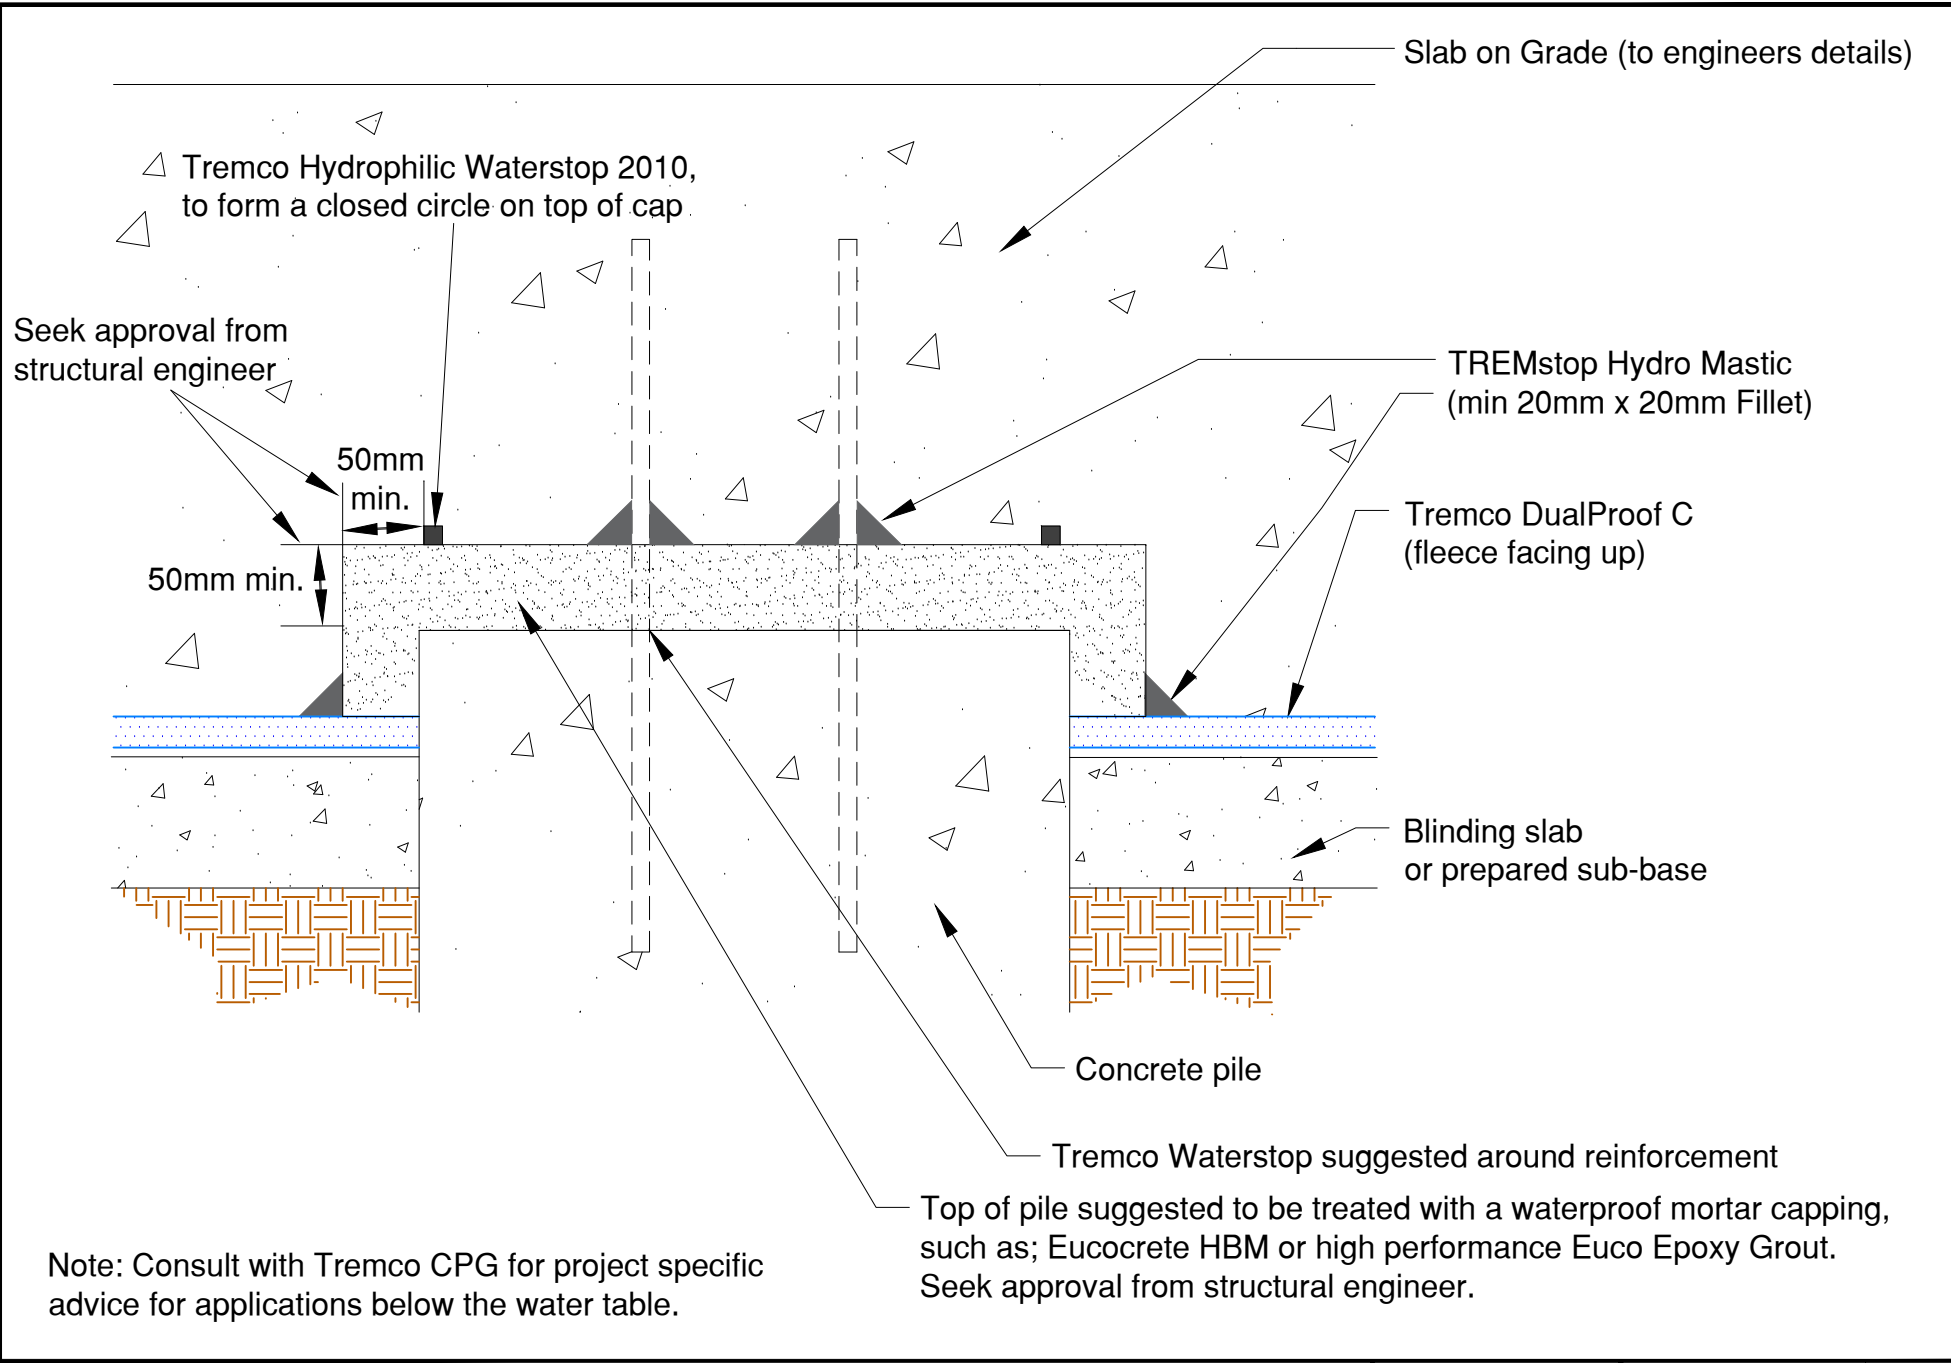 Slab on Grade (to engineers details)
Tremco Hydrophilic Waterstop 2010,
to form a closed circle on top of cap
Seek approval from
structural engineer
TREMstop Hydro Mastic
(min 20mm x 20mm Fillet)
50mm
min.
Tremco DualProof C
(fleece facing up)
50mm min.
Blinding slab
or prepared sub-base
Concrete pile
Tremco Waterstop suggested around reinforcement
Top of pile suggested to be treated with a waterproof mortar capping,
such as; Eucocrete HBM or high performance Euco Epoxy Grout.
Seek approval from structural engineer.
Note: Consult with Tremco CPG for project specific
advice for applications below the water table.